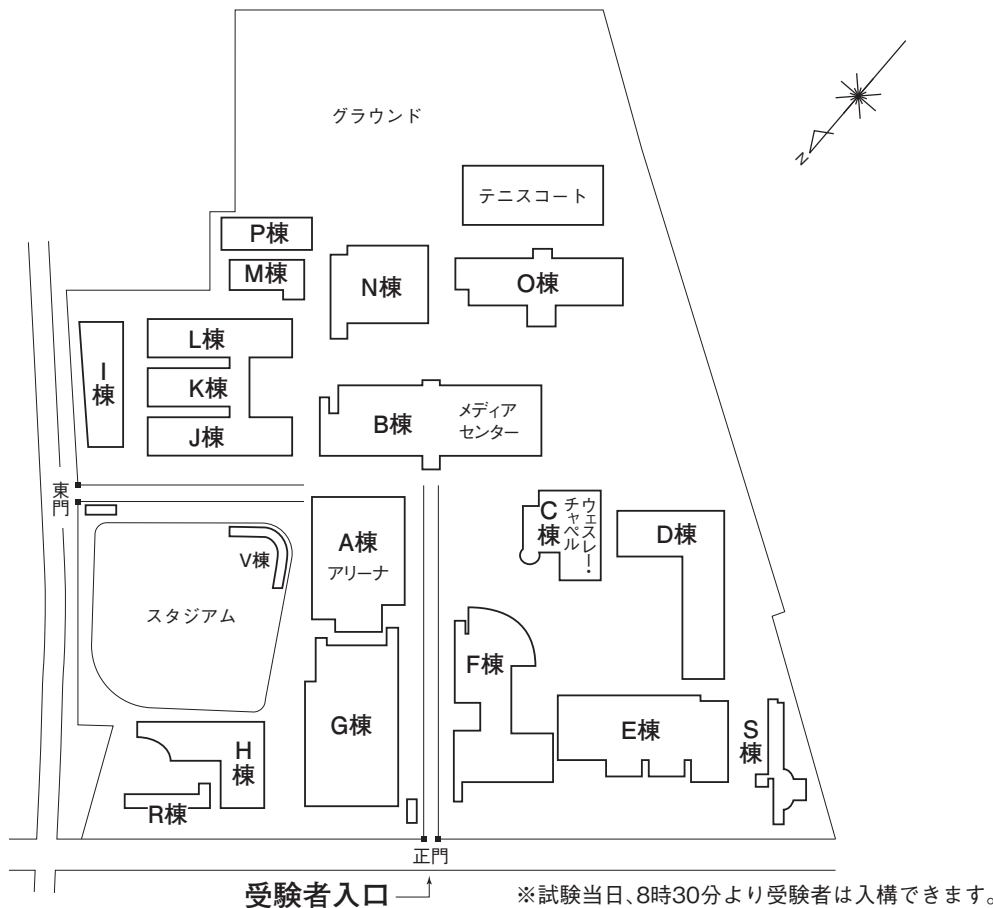 グラウンド
N
テニスコート
P棟
M棟
N棟
O棟
L棟
I棟
K棟
J棟
B棟
メディア
センター
東門
C棟
ウェスレー・
チャペル
D棟
A棟
アリーナ
V棟
スタジアム
F棟
G棟
E棟
S棟
H棟
R棟
正門
受験者入口
※試験当日、8時30分より受験者は入構できます。